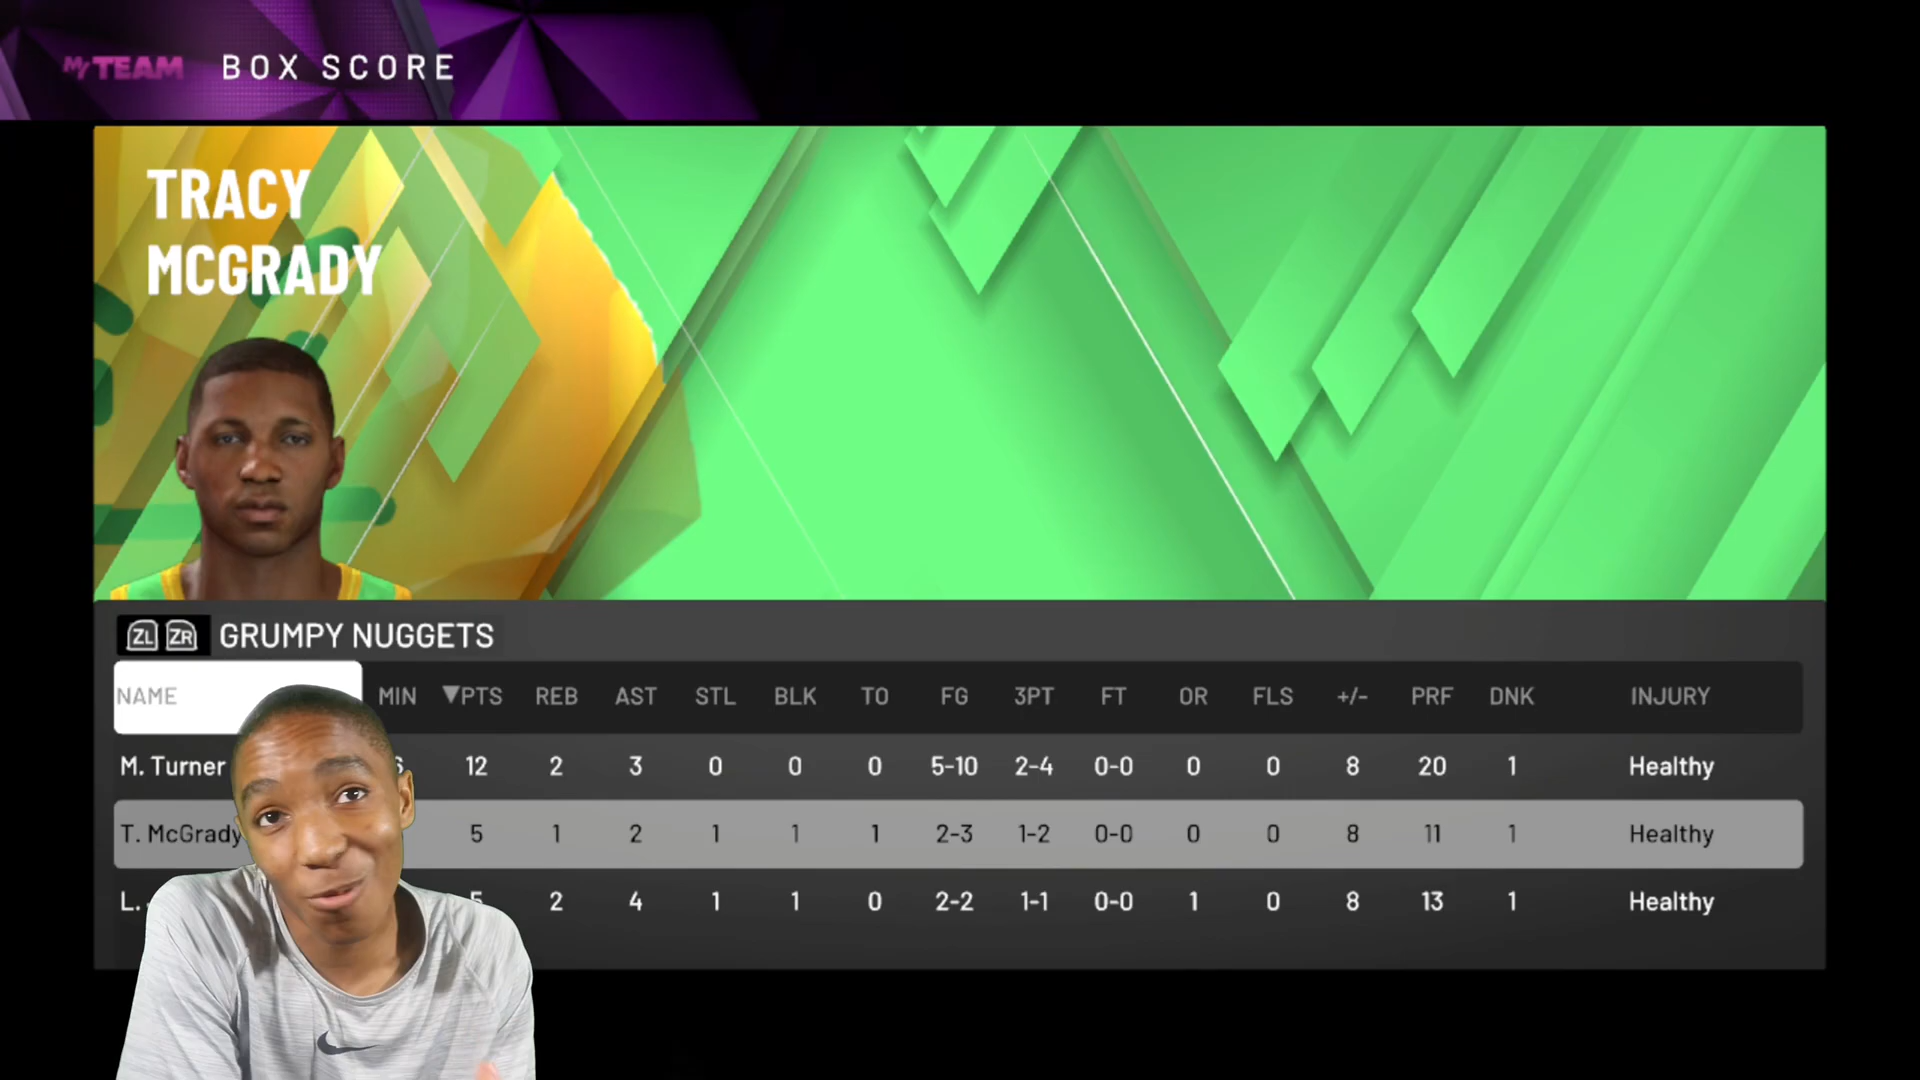 MyTEAM BOX SCORE
TRACY
MCGRADY
ZL ZR GRUMPY NUGGETS
NAME MIN ▼PTS REB AST STL BLK TO FG 3PT FT OR FLS +/- PRF DNK INJURY
M. Turner 12 2 3 0 0 0 5-10 2-4 0-0 0 0 8 20 1 Healthy
T. McGrady 5 1 2 1 1 1 2-3 1-2 0-0 0 0 8 11 1 Healthy
L. 5 2 4 1 1 0 2-2 1-1 0-0 1 0 8 13 1 Healthy